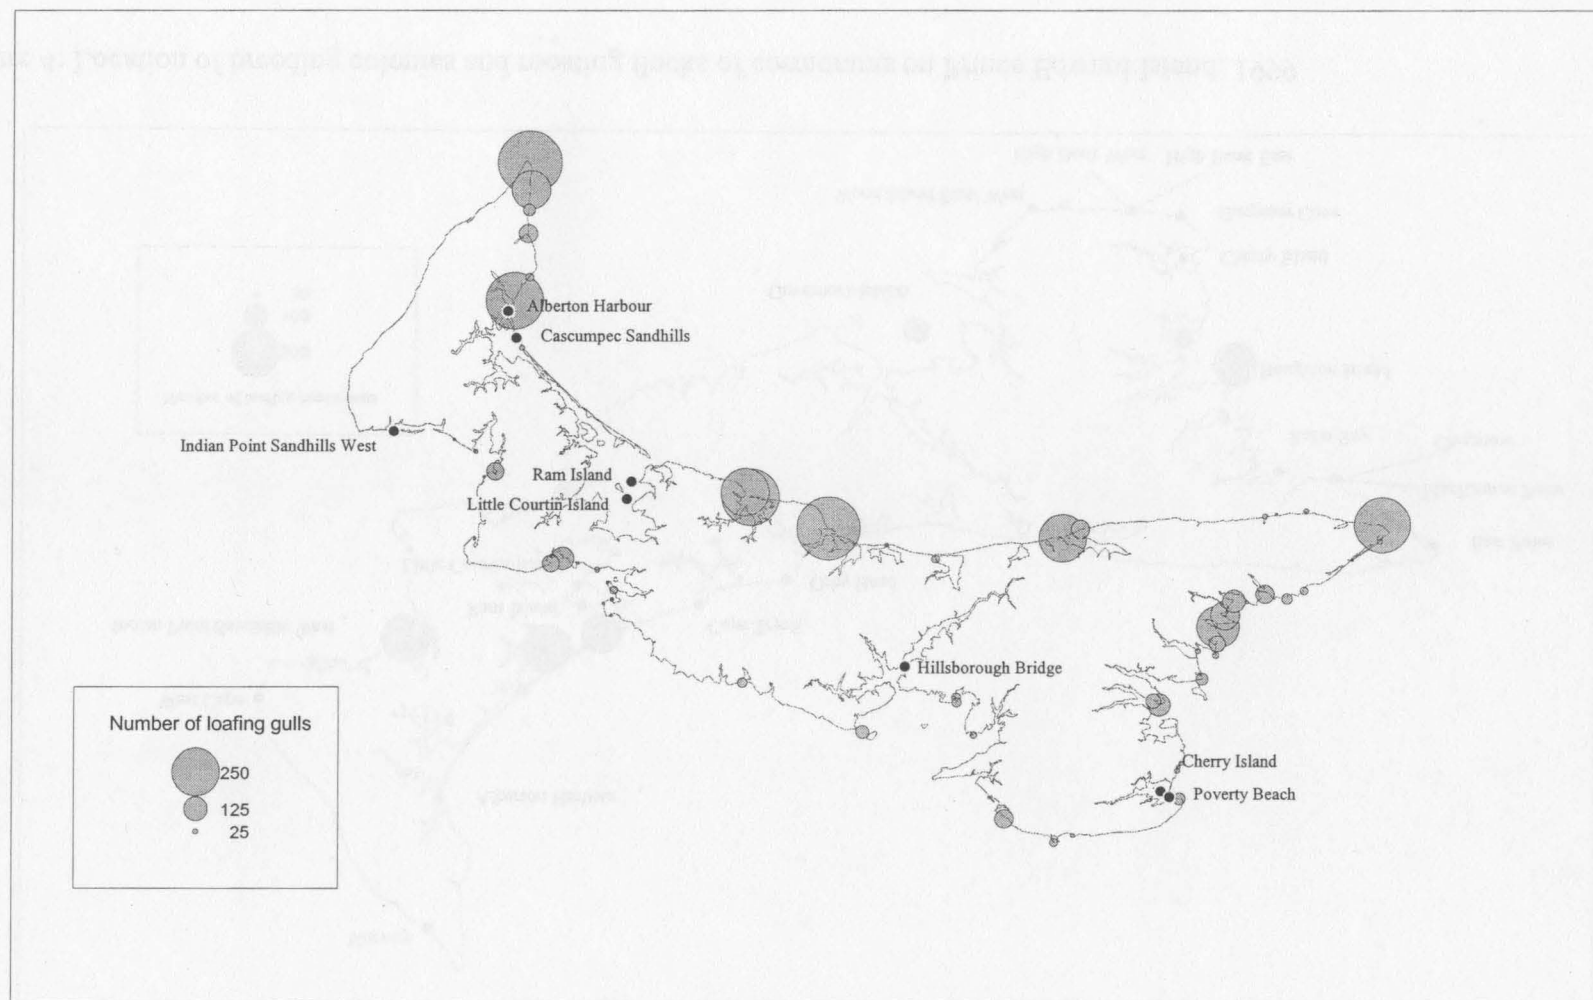 Alberton Harbour
Cascumpec Sandhills
Indian Point Sandhills West
Ram Island
Little Courtin Island
Hillsborough Bridge
Cherry Island
Poverty Beach
Number of loafing gulls
250
125
25